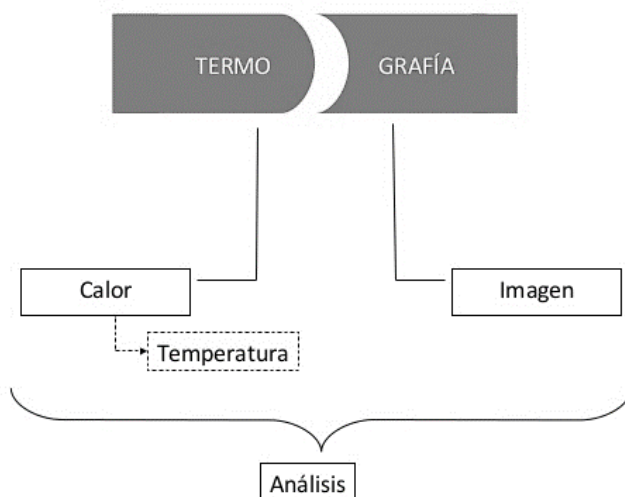 TERMO
GRAFÍA
Calor
Imagen
Temperatura
Análisis